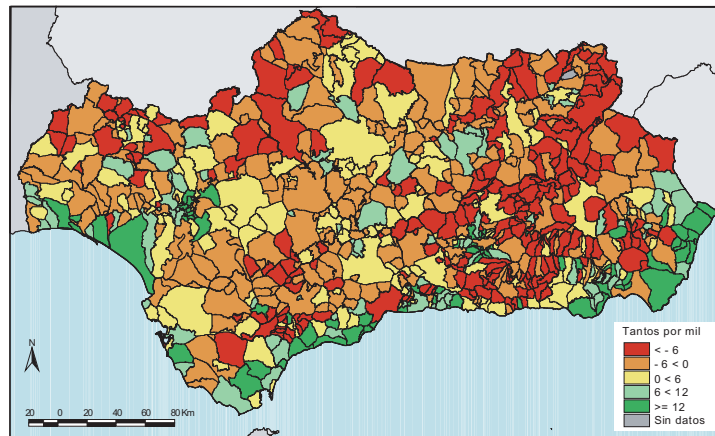 Tantos por mil
< - 6
- 6 < 0
0 < 6
6 < 12
>= 12
Sin datos
N
20 0 20 40 60 80 Km